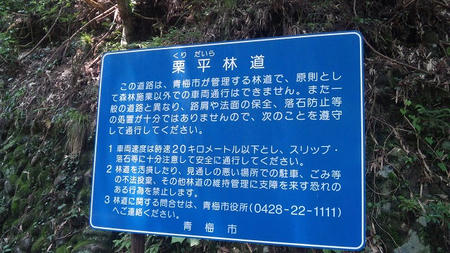 くり だいら
栗平林道
この道路は、青梅市が管理する林道で、原則とし
て森林施業以外での車両通行はできません。また一
般の道路と異なり、路肩や法面の保全、落石防止等
の処置が十分ではありませんので、次のことを遵守
して通行してください。
1 車両速度は時速20キロメートル以下とし、スリップ・
落石等に十分注意して安全に通行してください。
2 林道を汚損したり、見通しの悪い場所での駐車、ごみ等
の不法投棄、その他林道の維持管理に支障を来す恐れの
ある行為を禁止します。
3 林道に関する問合せは、青梅市役所(0428-22-1111)
へご連絡ください。
青梅市